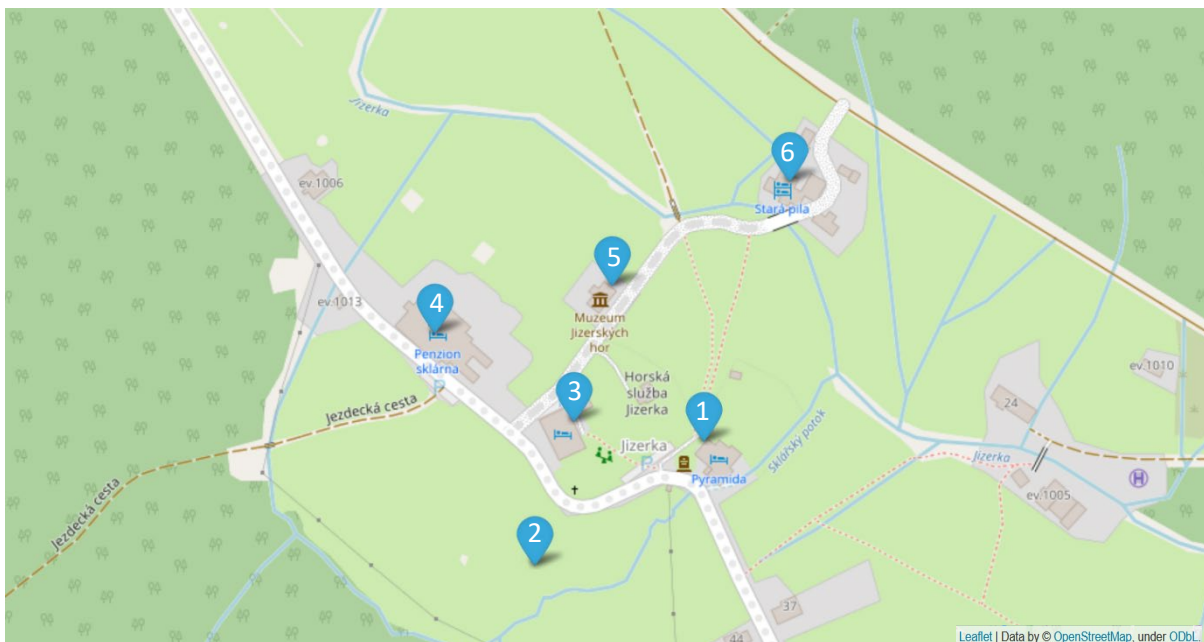 Jizerka
6
Stará pila
ev.1006
5
ev.1013
4
Muzeum
Jizerských
hor
Penzion
sklárna
P
Horská
služba
Jizerka
ev.1010
3
1
24
Jezdecká cesta
Jizerka
P
Pyramida
Sklářský potok
Jizerka
H
ev.1005
Jezdecká cesta
2
37
44
Leaflet | Data by © OpenStreetMap, under ODbL.